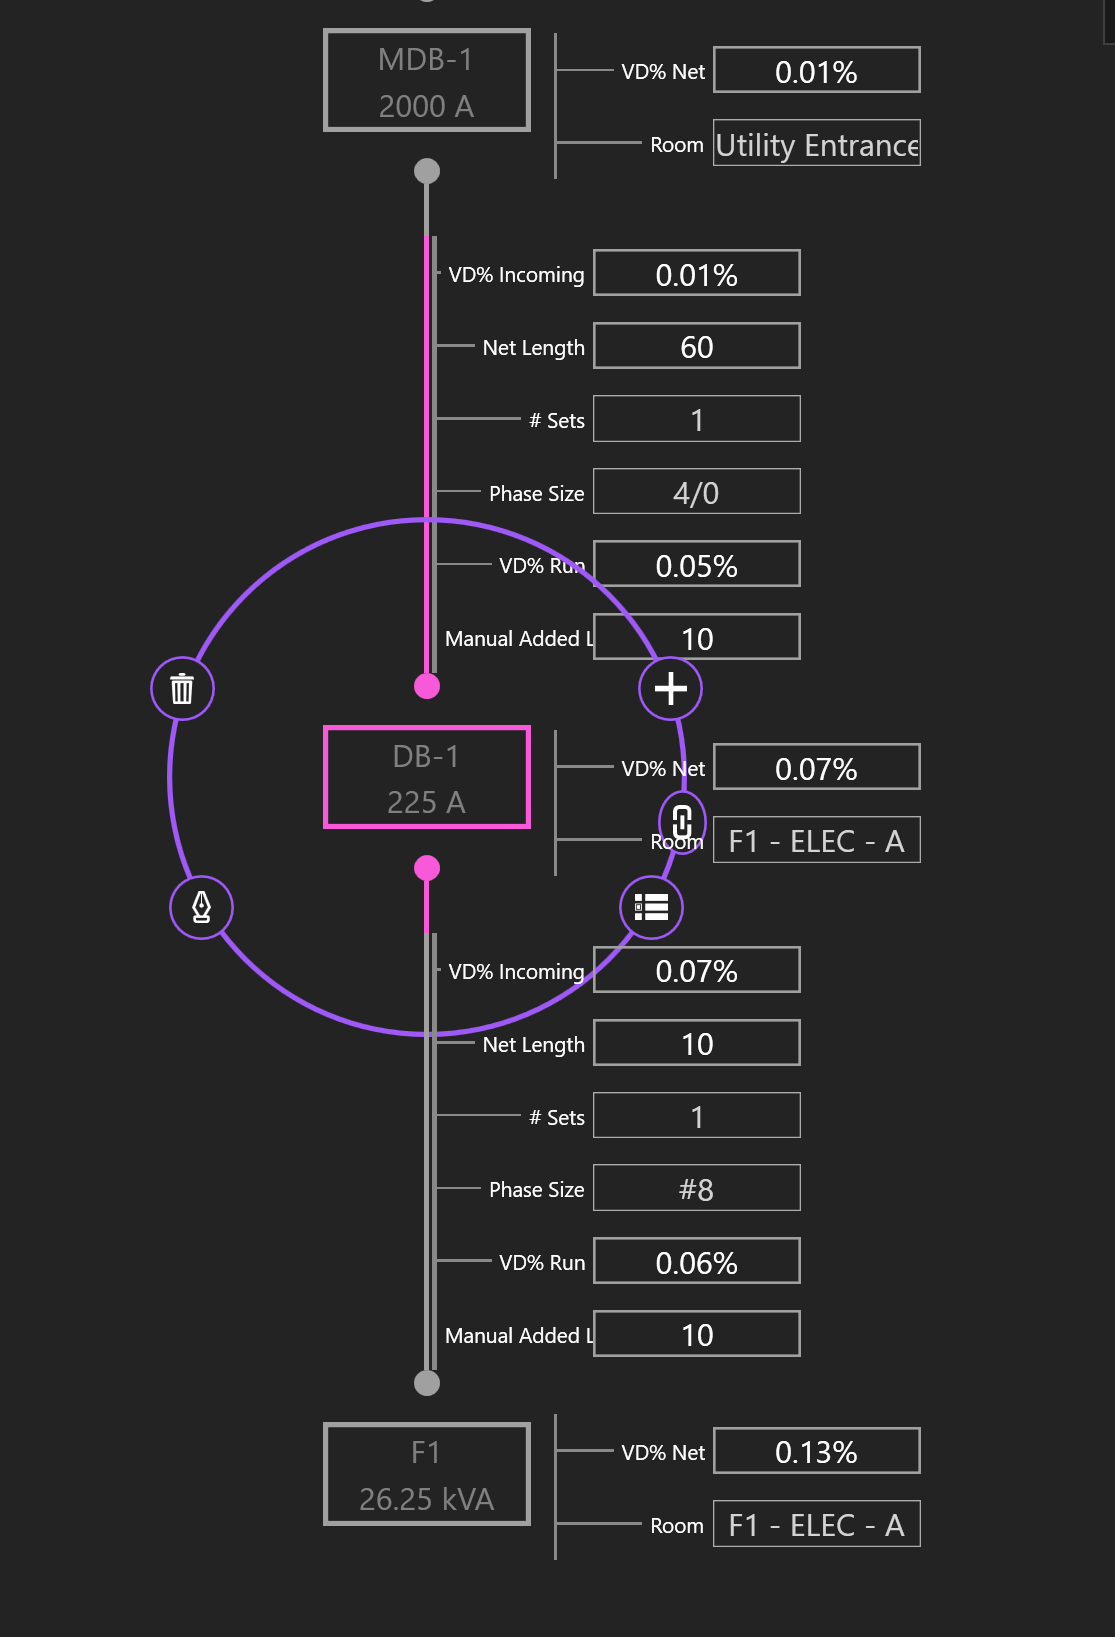 MDB-1
2000 A
VD% Net 0.01%
Room Utility Entrance
VD% Incoming 0.01%
Net Length 60
# Sets 1
Phase Size 4/0
VD% Run 0.05%
Manual Added L 10
DB-1
225 A
VD% Net 0.07%
Room F1 - ELEC - A
VD% Incoming 0.07%
Net Length 10
# Sets 1
Phase Size #8
VD% Run 0.06%
Manual Added L 10
F1
26.25 kVA
VD% Net 0.13%
Room F1 - ELEC - A